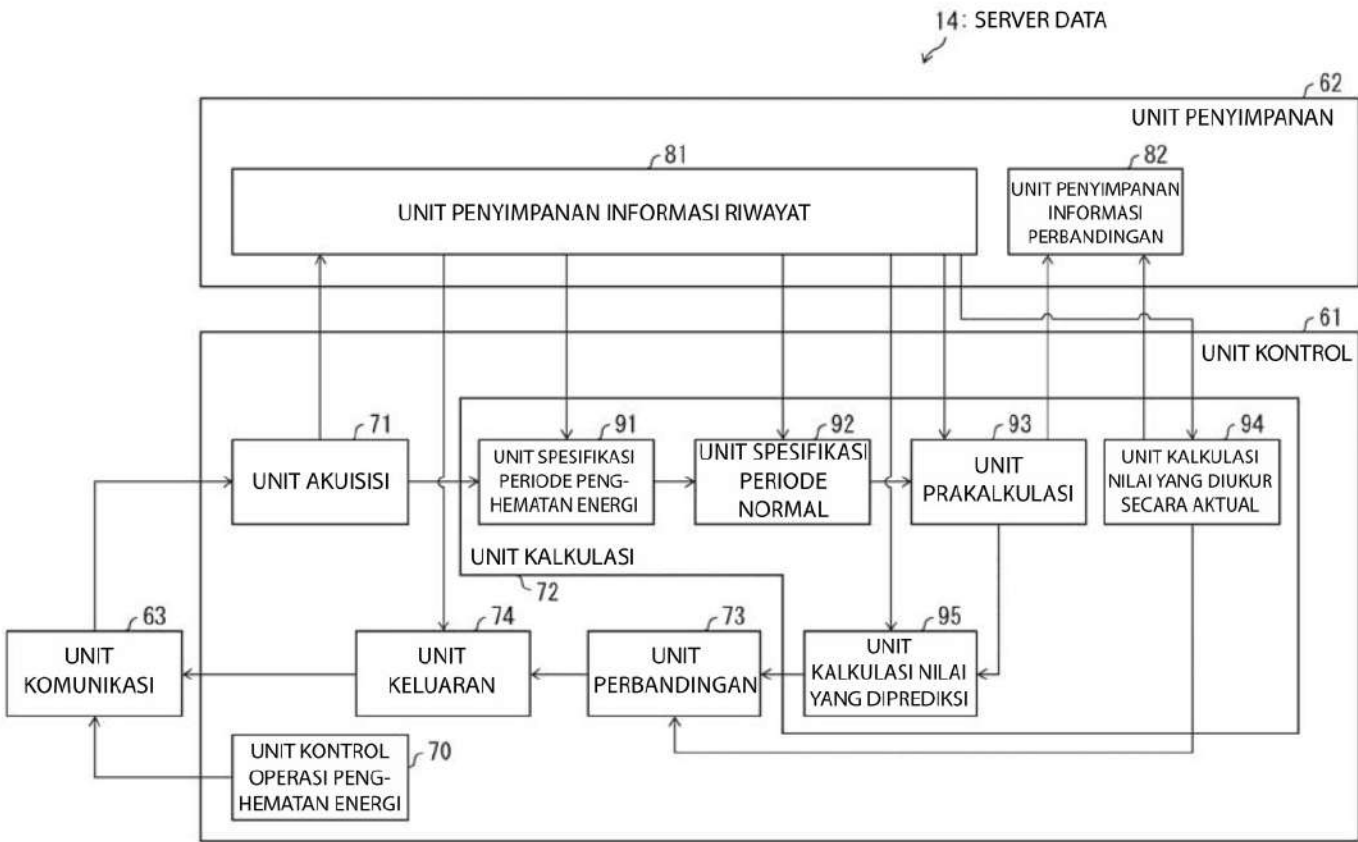 14: SERVER DATA
62
UNIT PENYIMPANAN
81
UNIT PENYIMPANAN INFORMASI RIWAYAT
82
UNIT PENYIMPANAN
INFORMASI
PERBANDINGAN
61
UNIT KONTROL
71
UNIT AKUISISI
91
UNIT SPESIFIKASI
PERIODE PENG-
HEMATAN ENERGI
92
UNIT SPESIFIKASI
PERIODE
NORMAL
93
UNIT
PRAKALKULASI
94
UNIT KALKULASI
NILAI YANG DIUKUR
SECARA AKTUAL
UNIT KALKULASI
72
63
UNIT
KOMUNIKASI
74
UNIT
KELUARAN
73
UNIT
PERBANDINGAN
95
UNIT
KALKULASI NILAI
YANG DIPREDIKSI
70
UNIT KONTROL
OPERASI PENG-
HEMATAN ENERGI